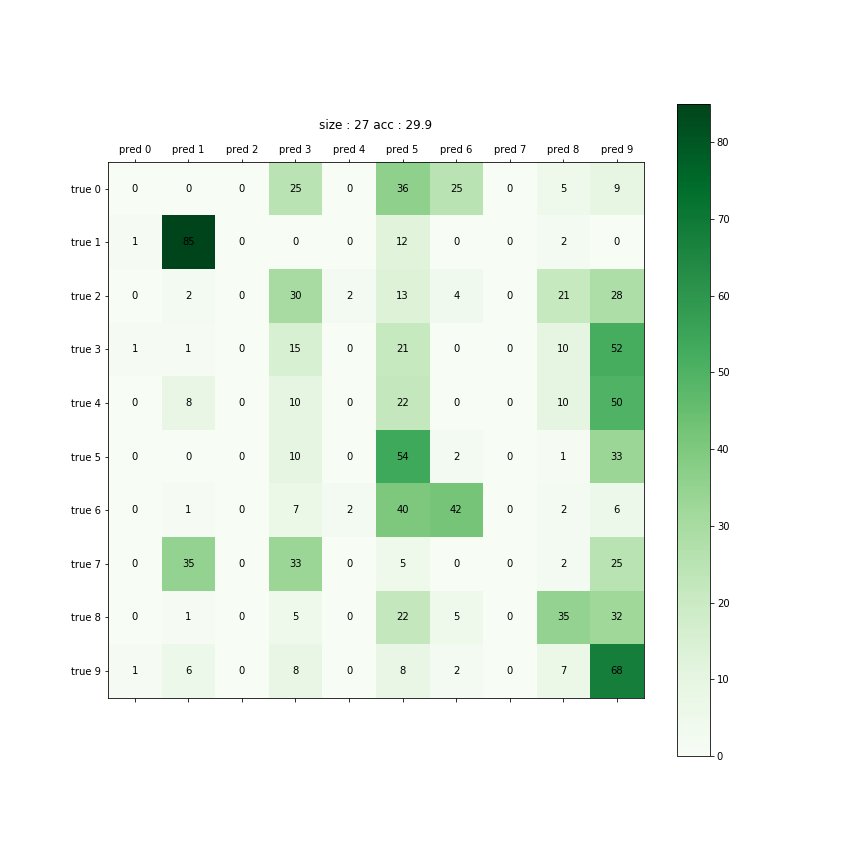 size : 27 acc : 29.9
pred 0 pred 1 pred 2 pred 3 pred 4 pred 5 pred 6 pred 7 pred 8 pred 9
true 0 0 0 0 25 0 36 25 0 5 9
true 1 1 85 0 0 0 12 0 0 2 0
true 2 0 2 0 30 2 13 4 0 21 28
true 3 1 1 0 15 0 21 0 0 10 52
true 4 0 8 0 10 0 22 0 0 10 50
true 5 0 0 0 10 0 54 2 0 1 33
true 6 0 1 0 7 2 40 42 0 2 6
true 7 0 35 0 33 0 5 0 0 2 25
true 8 0 1 0 5 0 22 5 0 35 32
true 9 1 6 0 8 0 8 2 0 7 68
80
70
60
50
40
30
20
10
0